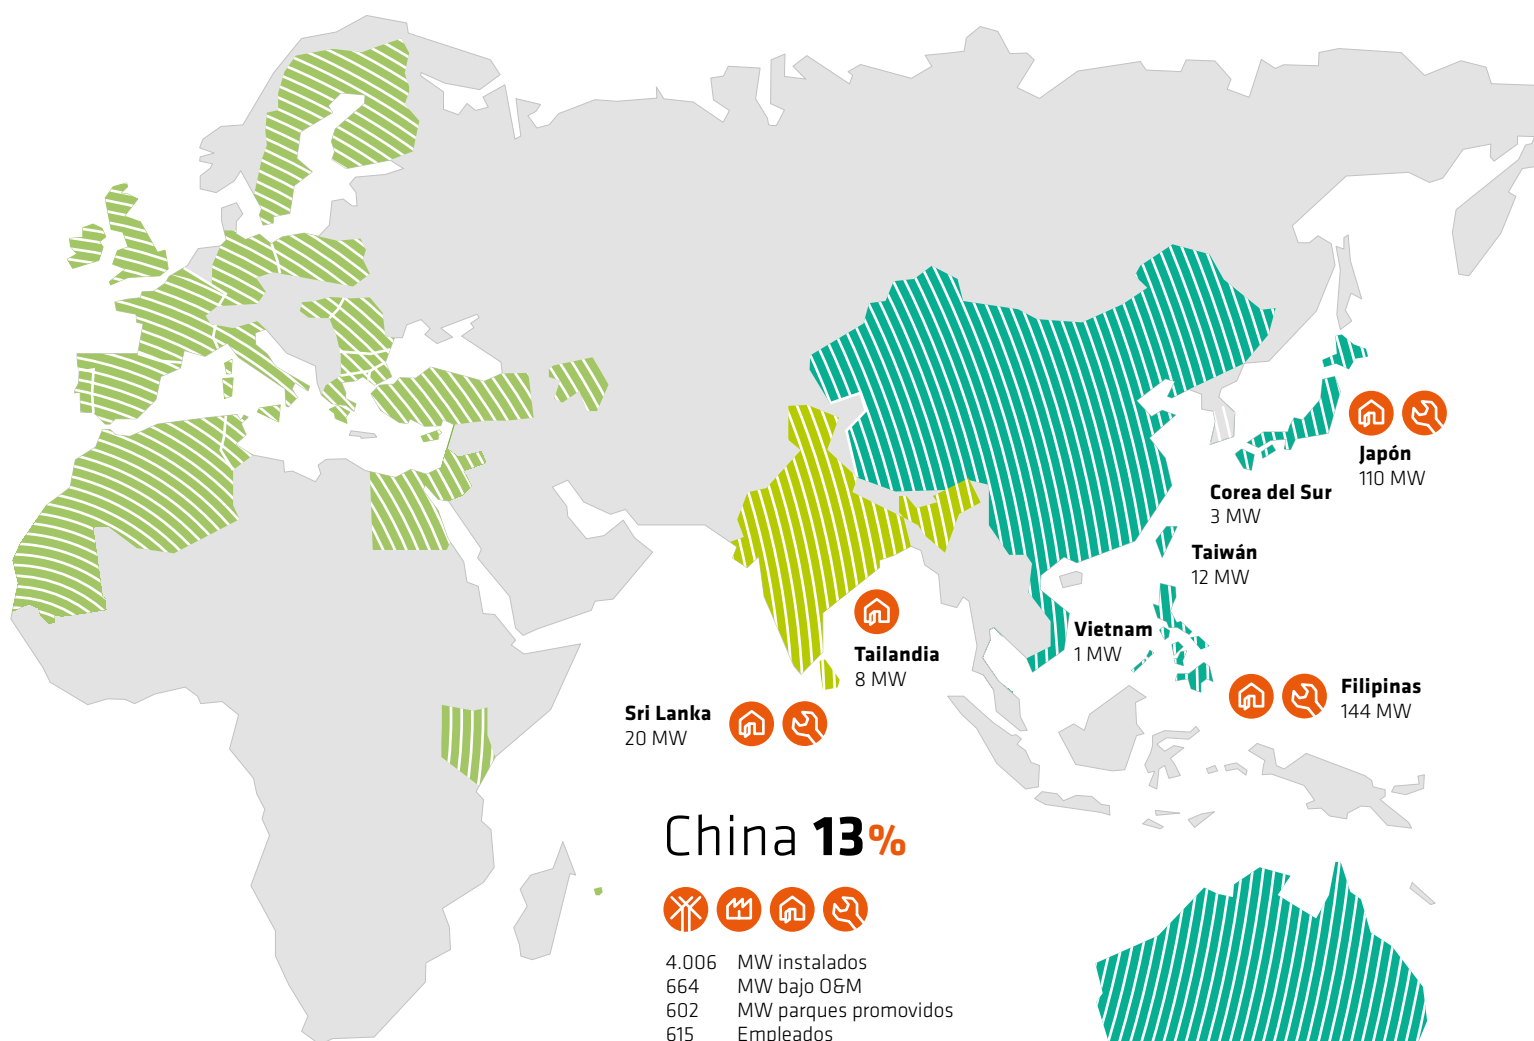 Japón
110 MW
Corea del Sur
3 MW
Taiwán
12 MW
Vietnam
1 MW
Tailandia
8 MW
Filipinas
144 MW
Sri Lanka
20 MW
China 13%
4.006 MW instalados
664 MW bajo O&M
602 MW parques promovidos
615 Empleados